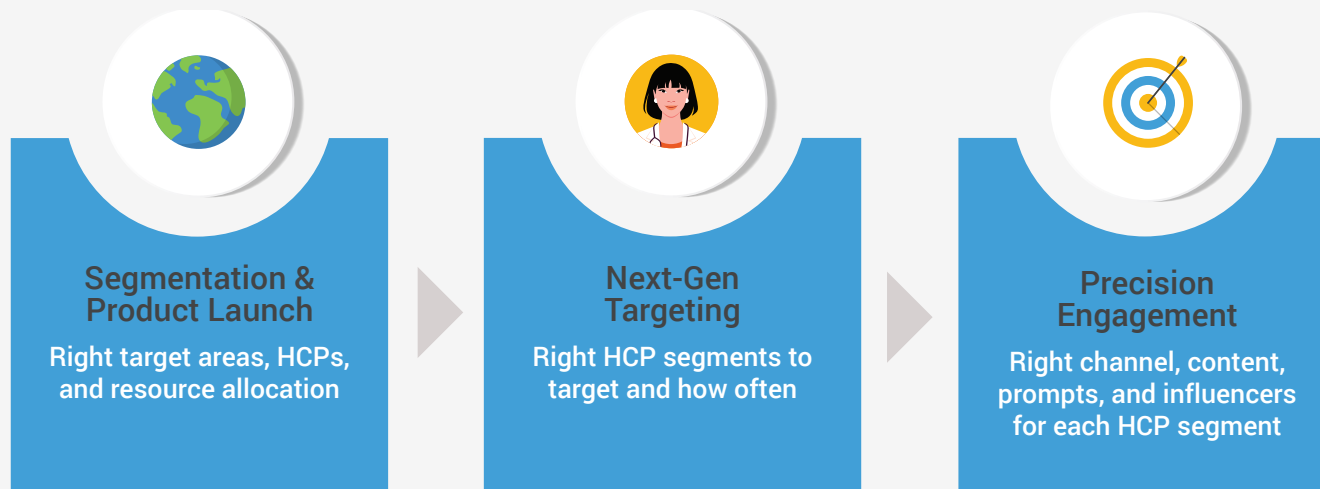 Segmentation &
Product Launch
Right target areas, HCPs,
and resource allocation
Next-Gen
Targeting
Right HCP segments to
target and how often
Precision
Engagement
Right channel, content,
prompts, and influencers
for each HCP segment